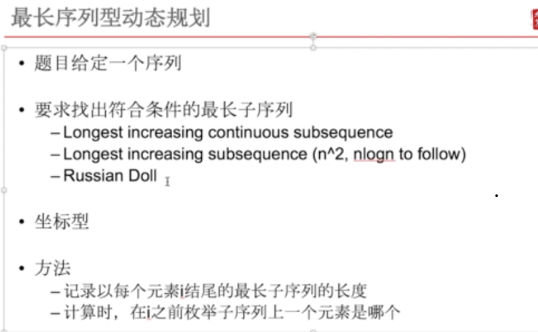 最长序列型动态规划
• 题目给定一个序列
• 要求找出符合条件的最长子序列
– Longest increasing continuous subsequence
– Longest increasing subsequence (n^2, nlogn to follow)
– Russian Doll
• 坐标型
• 方法
– 记录以每个元素i结尾的最长子序列的长度
– 计算时，在i之前枚举子序列上一个元素是哪个